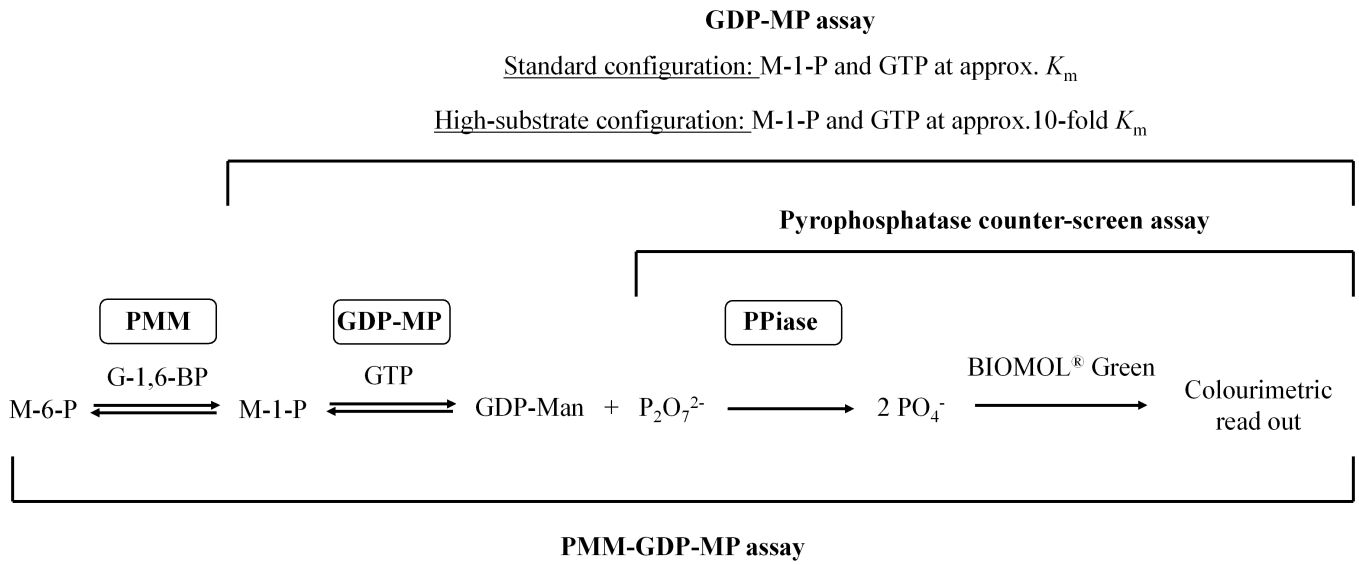 GDP-MP assay
Standard configuration: M-1-P and GTP at approx. Km
High-substrate configuration: M-1-P and GTP at approx.10-fold Km
Pyrophosphatase counter-screen assay
PMM
GDP-MP
PPiase
G-1,6-BP
GTP
BIOMOL® Green
M-6-P
M-1-P
GDP-Man + P₂O₇²⁻
2 PO₄⁻
Colourimetric
read out
PMM-GDP-MP assay